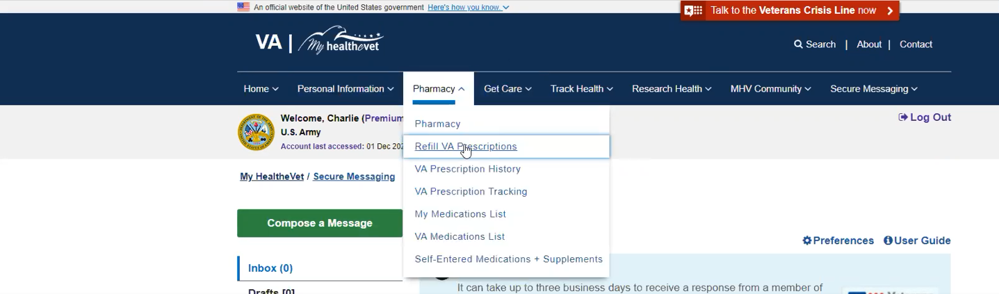 An official website of the United States government Here's how you know.
Talk to the Veterans Crisis Line now
VA | My healthevet
Search | About | Contact
Home Personal Information Pharmacy Get Care Track Health Research Health MHV Community Secure Messaging
Welcome, Charlie (Premium
U.S. Army
Account last accessed: 01 Dec 202
Log Out
Pharmacy
Refill VA Prescriptions
VA Prescription History
VA Prescription Tracking
My Medications List
VA Medications List
Self-Entered Medications + Supplements
My HealtheVet / Secure Messaging
Compose a Message
Preferences User Guide
Inbox (0)
Drafts [0]
It can take up to three business days to receive a response from a member of